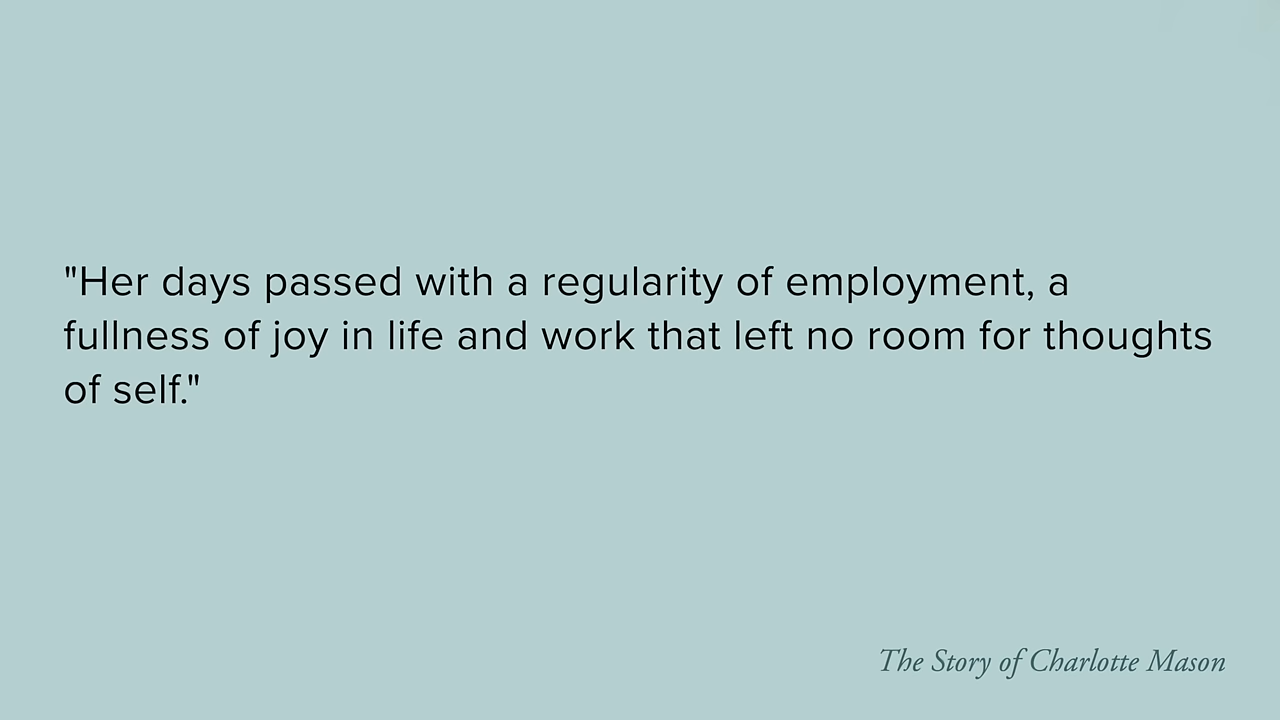 "Her days passed with a regularity of employment, a
fullness of joy in life and work that left no room for thoughts
of self."
The Story of Charlotte Mason